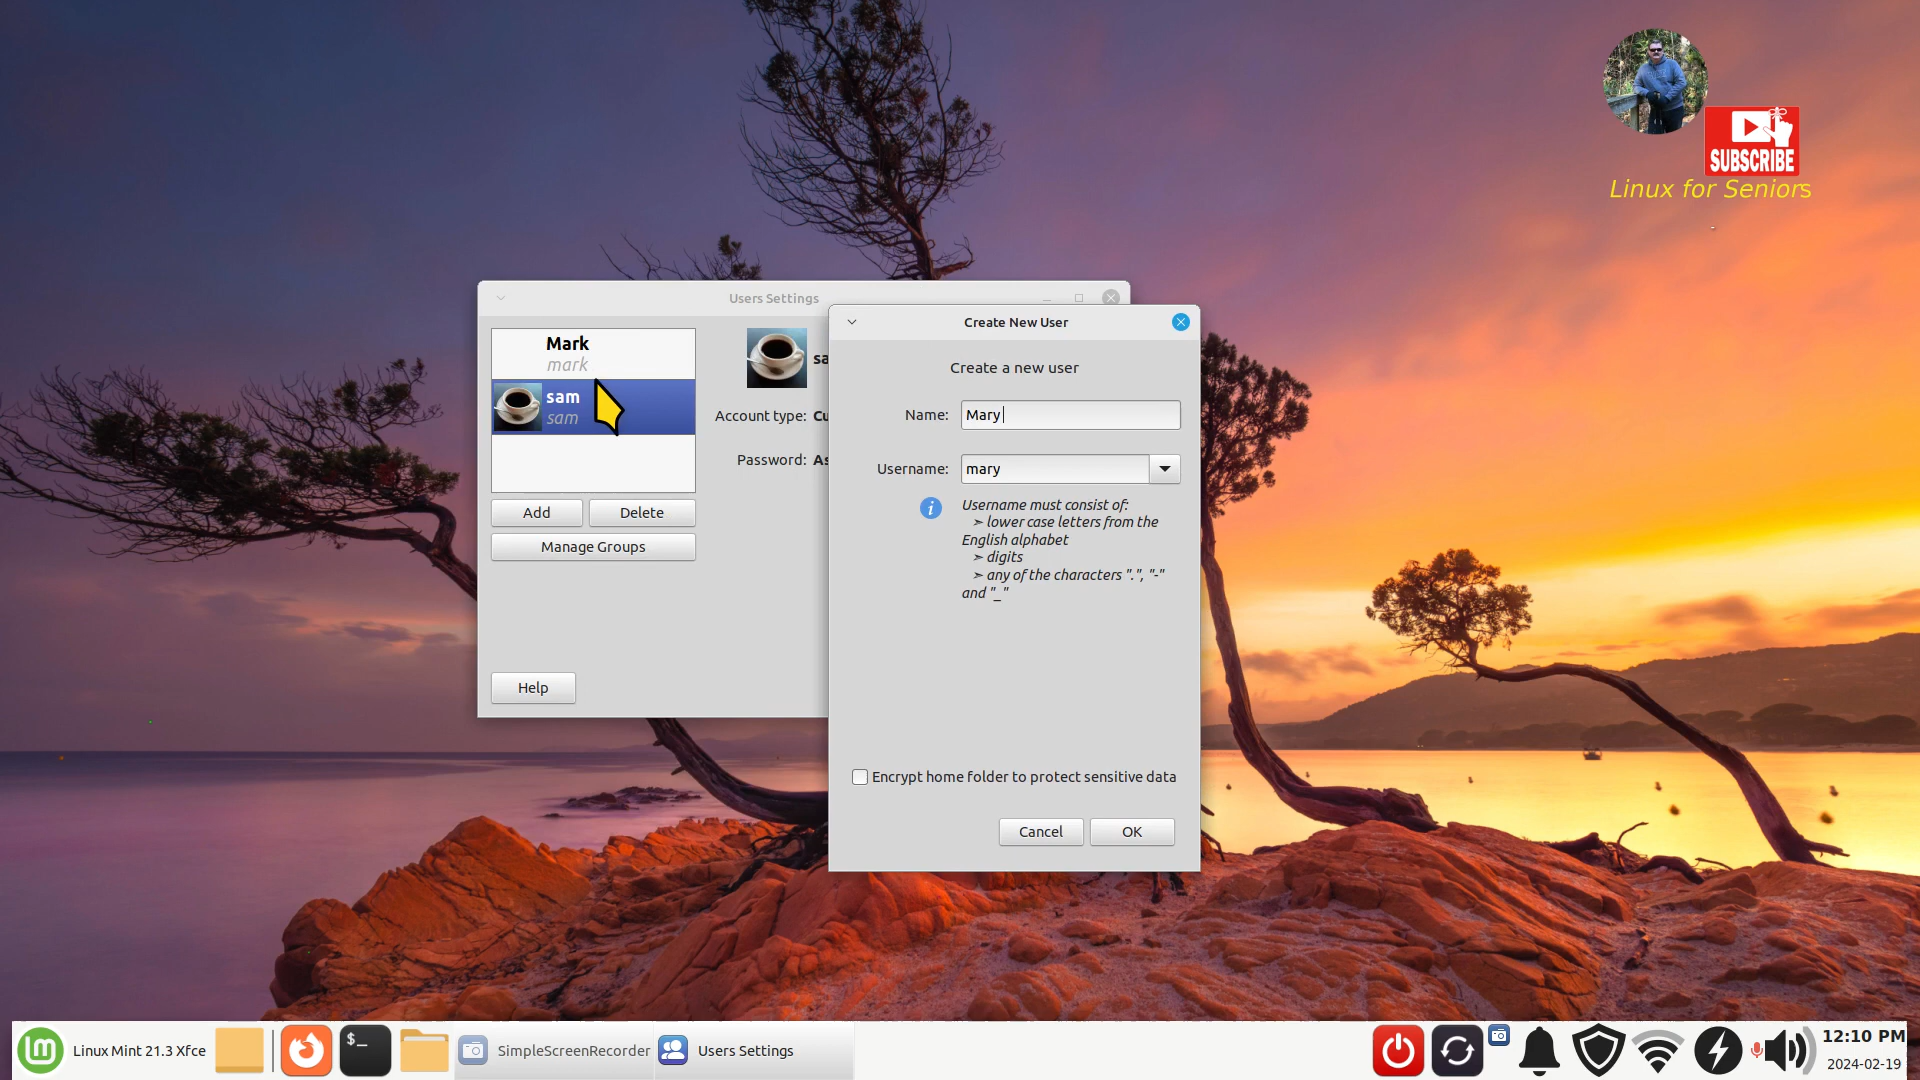 SUBSCRIBE
Linux for Seniors
Users Settings
Mark
mark
sam
sam
Add
Delete
Manage Groups
Help
Account type:
Password:
Create New User
Create a new user
Name: Mary
Username: mary
i
Username must consist of:
➣ lower case letters from the
English alphabet
➣ digits
➣ any of the characters ".", "-"
and "_"
Encrypt home folder to protect sensitive data
Cancel
OK
Linux Mint 21.3 Xfce
$_
SimpleScreenRecorder
Users Settings
12:10 PM
2024-02-19